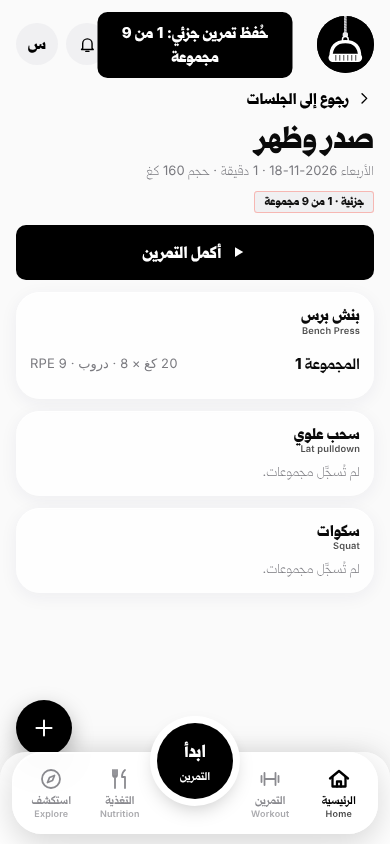 حُفظ تمرين جزئي: 1 من 9
مجموعة
س
رجوع إلى الجلسات
صدر وظهر
الأربعاء 2026-11-18 · 1 دقيقة · حجم 160 كغ
جزئية · 1 من 9 مجموعة
أكمل التمرين
بنش برس
Bench Press
المجموعة 1
20 كغ × 8 · دروب · RPE 9
سحب علوي
Lat pulldown
لم تُسجَّل مجموعات.
سكوات
Squat
لم تُسجَّل مجموعات.
ابدأ
التمرين
الرئيسية
Home
التمرين
Workout
التغذية
Nutrition
استكشف
Explore